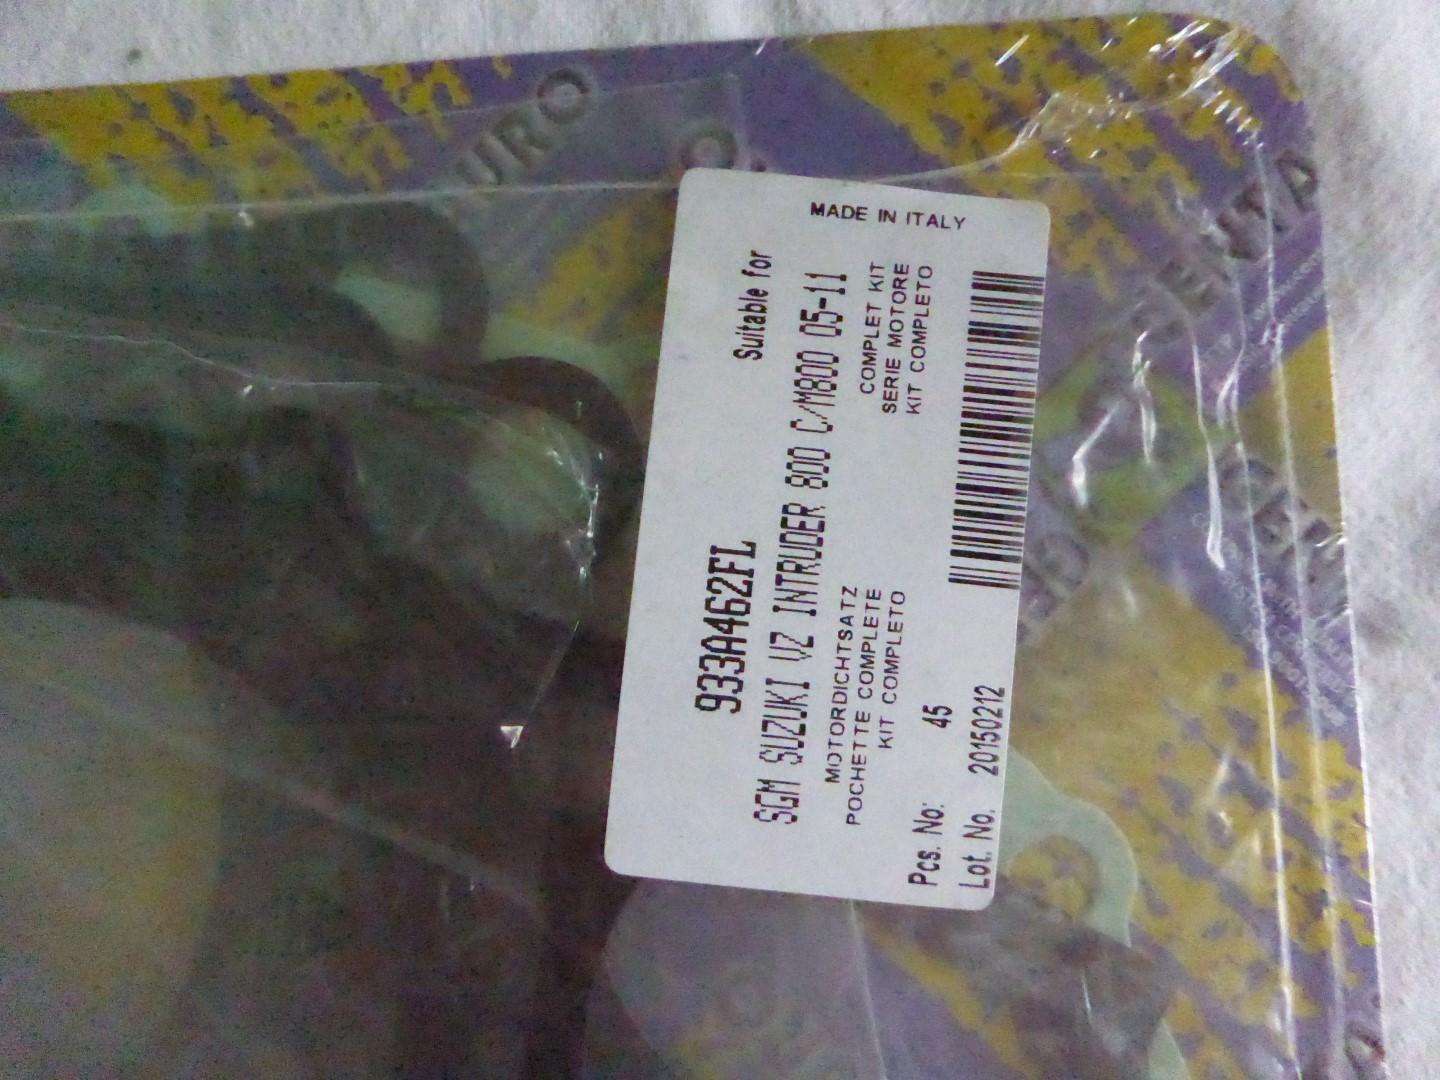 MADE IN ITALY
Suitable for
933A462FL
SGM SUZUKI VZ INTRUDER 800 C/M800 05-11
MOTORDICHTSATZ
COMPLET KIT
POCHETTE COMPLETE
SERIE MOTORE
KIT COMPLETO
KIT COMPLETO
Pcs. No: 45
Lot. No. 20150212